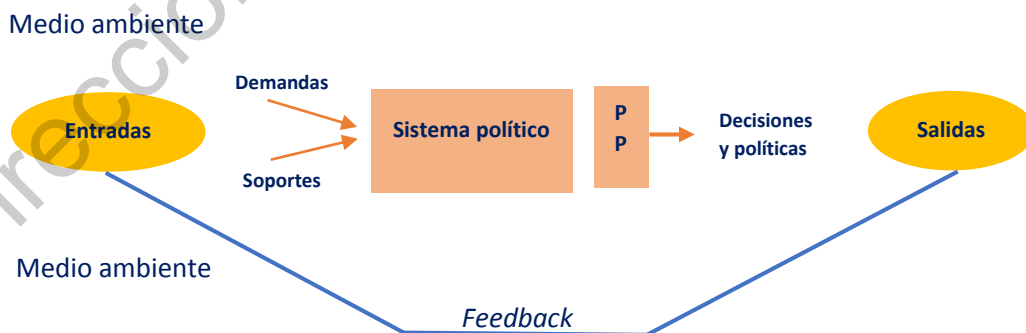 Medio ambiente
Demandas
Entradas
Soportes
Sistema político
P
P
Decisiones
y políticas
Salidas
Medio ambiente
Feedback